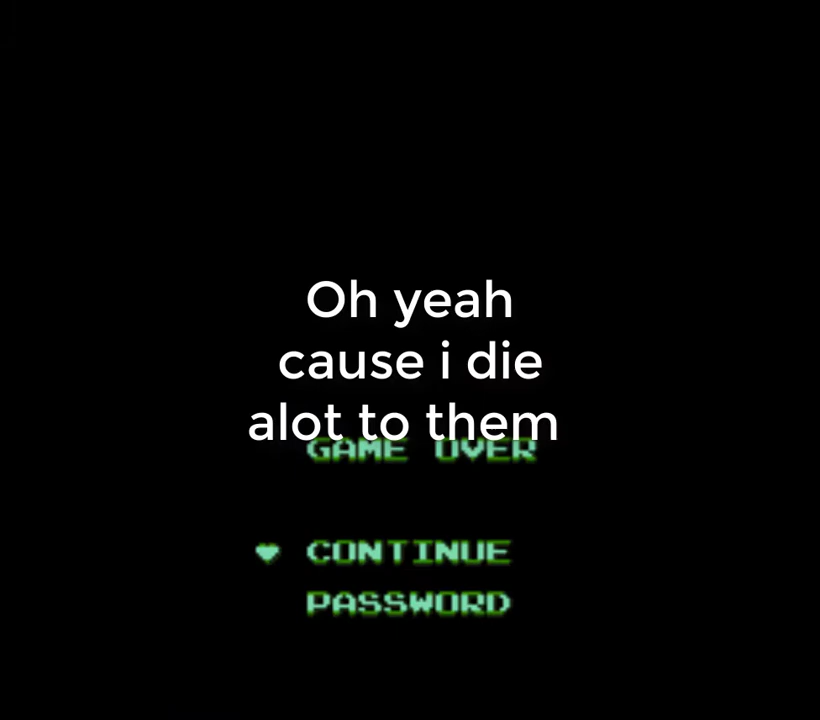 Oh yeah
cause i die
alot to them
GAME OVER
CONTINUE
PASSWORD